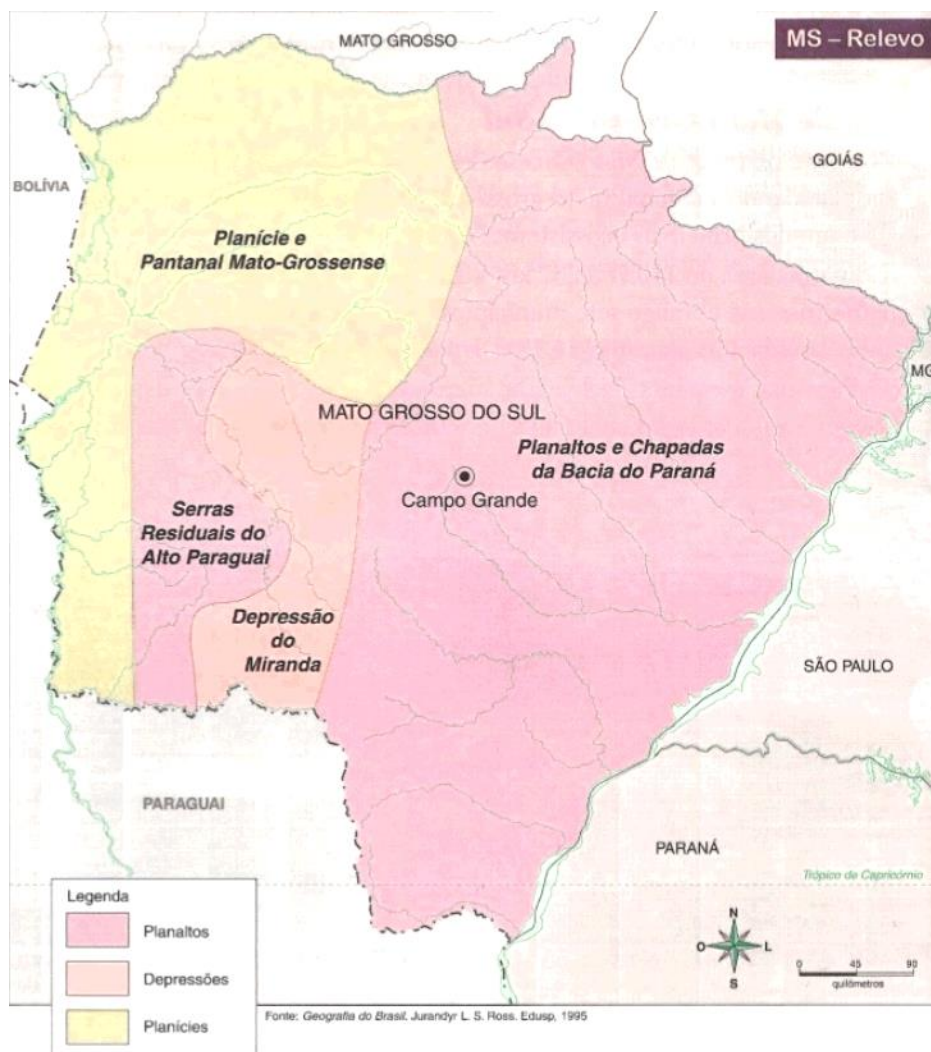 MS – Relevo
MATO GROSSO
GOIÁS
BOLÍVIA
Planície e
Pantanal Mato-Grossense
MG
MATO GROSSO DO SUL
Planaltos e Chapadas
da Bacia do Paraná
Campo Grande
Serras
Residuais do
Alto Paraguai
Depressão
do
Miranda
SÃO PAULO
PARAGUAI
PARANÁ
Trópico de Capricórnio
Legenda
Planaltos
Depressões
Planícies
N
O
L
S
0 45 90
quilômetros
Fonte: Geografia do Brasil. Jurandyr L. S. Ross. Edusp, 1995